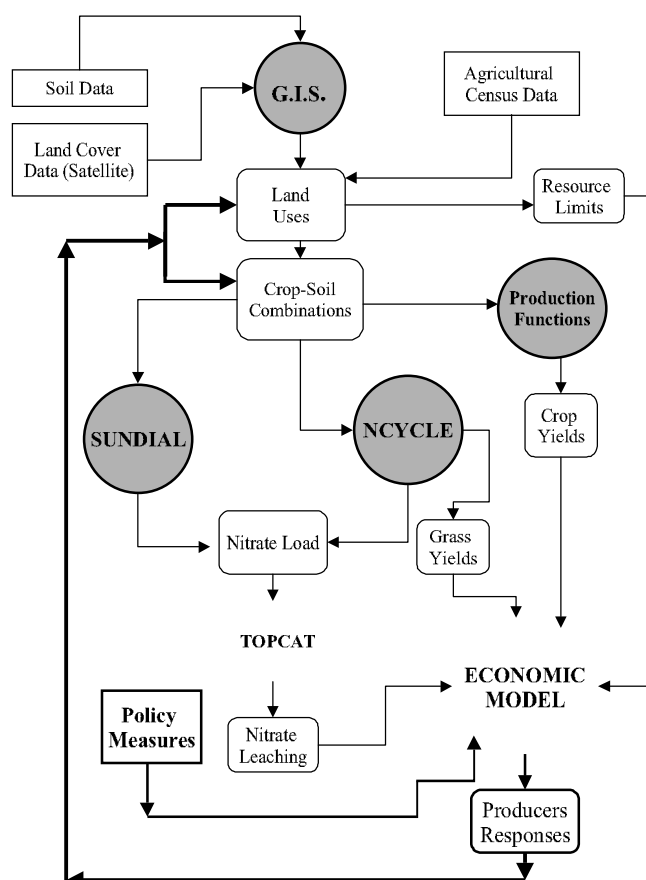 Soil Data
G.I.S.
Agricultural
Census Data
Land Cover
Data (Satellite)
Land
Uses
Resource
Limits
Crop-Soil
Combinations
Production
Functions
SUNDIAL
NCYCLE
Crop
Yields
Nitrate Load
Grass
Yields
TOPCAT
ECONOMIC
MODEL
Policy
Measures
Nitrate
Leaching
Producers
Responses